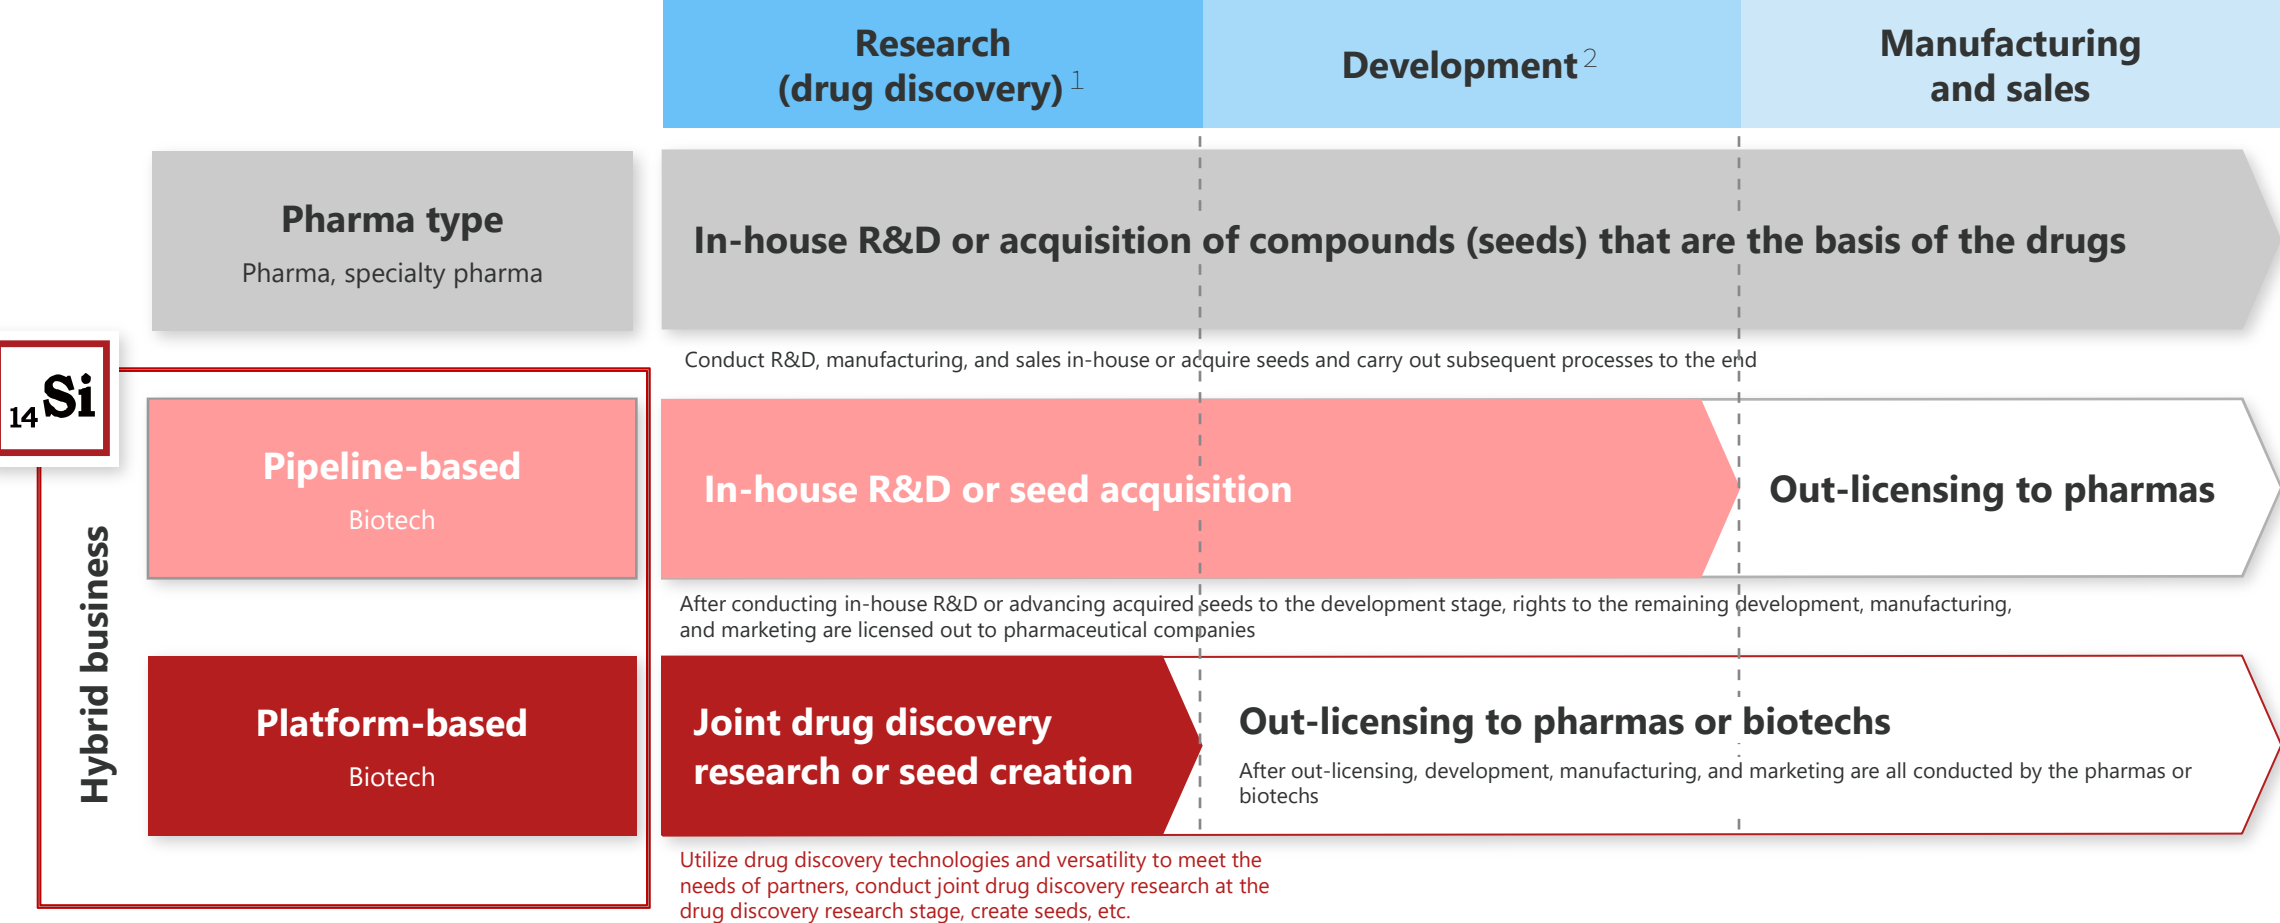 Research
(drug discovery) 1
Development 2
Manufacturing
and sales
Pharma type
Pharma, specialty pharma
In-house R&D or acquisition of compounds (seeds) that are the basis of the drugs
Conduct R&D, manufacturing, and sales in-house or acquire seeds and carry out subsequent processes to the end
14 Si
Hybrid business
Pipeline-based
Biotech
In-house R&D or seed acquisition
Out-licensing to pharmas
After conducting in-house R&D or advancing acquired seeds to the development stage, rights to the remaining development, manufacturing,
and marketing are licensed out to pharmaceutical companies
Platform-based
Biotech
Joint drug discovery
research or seed creation
Out-licensing to pharmas or biotechs
After out-licensing, development, manufacturing, and marketing are all conducted by the pharmas or
biotechs
Utilize drug discovery technologies and versatility to meet the
needs of partners, conduct joint drug discovery research at the
drug discovery research stage, create seeds, etc.